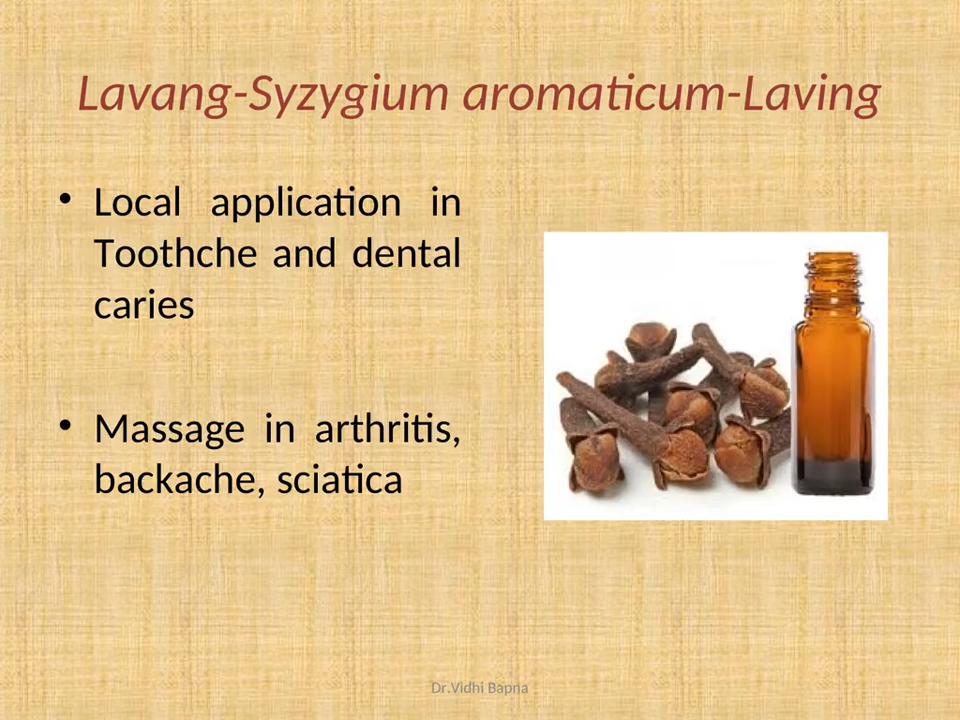 Lavang-Syzygium aromaticum-Laving
• Local application in
Toothche and dental
caries
• Massage in arthritis,
backache, sciatica
Dr.Vidhi Bapna